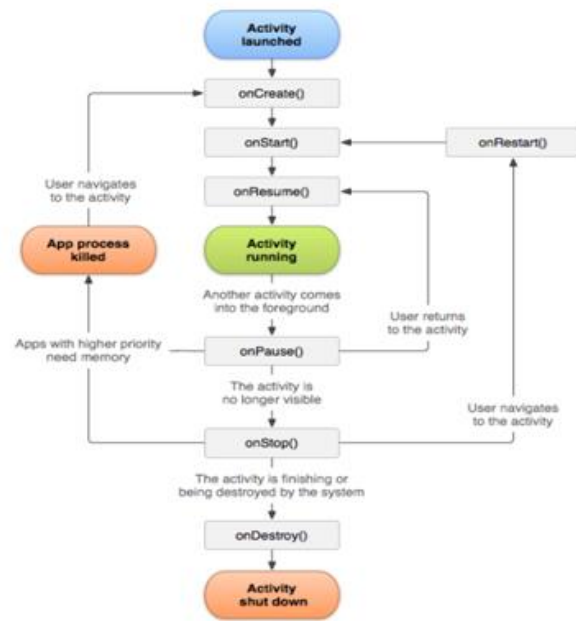 Activity
launched
onCreate()
onStart()
onRestart()
User navigates
to the activity
onResume()
App process
killed
Activity
running
Another activity comes
into the foreground
User returns
to the activity
Apps with higher priority
need memory
onPause()
The activity is
no longer visible
User navigates
to the activity
onStop()
The activity is finishing or
being destroyed by the system
onDestroy()
Activity
shut down